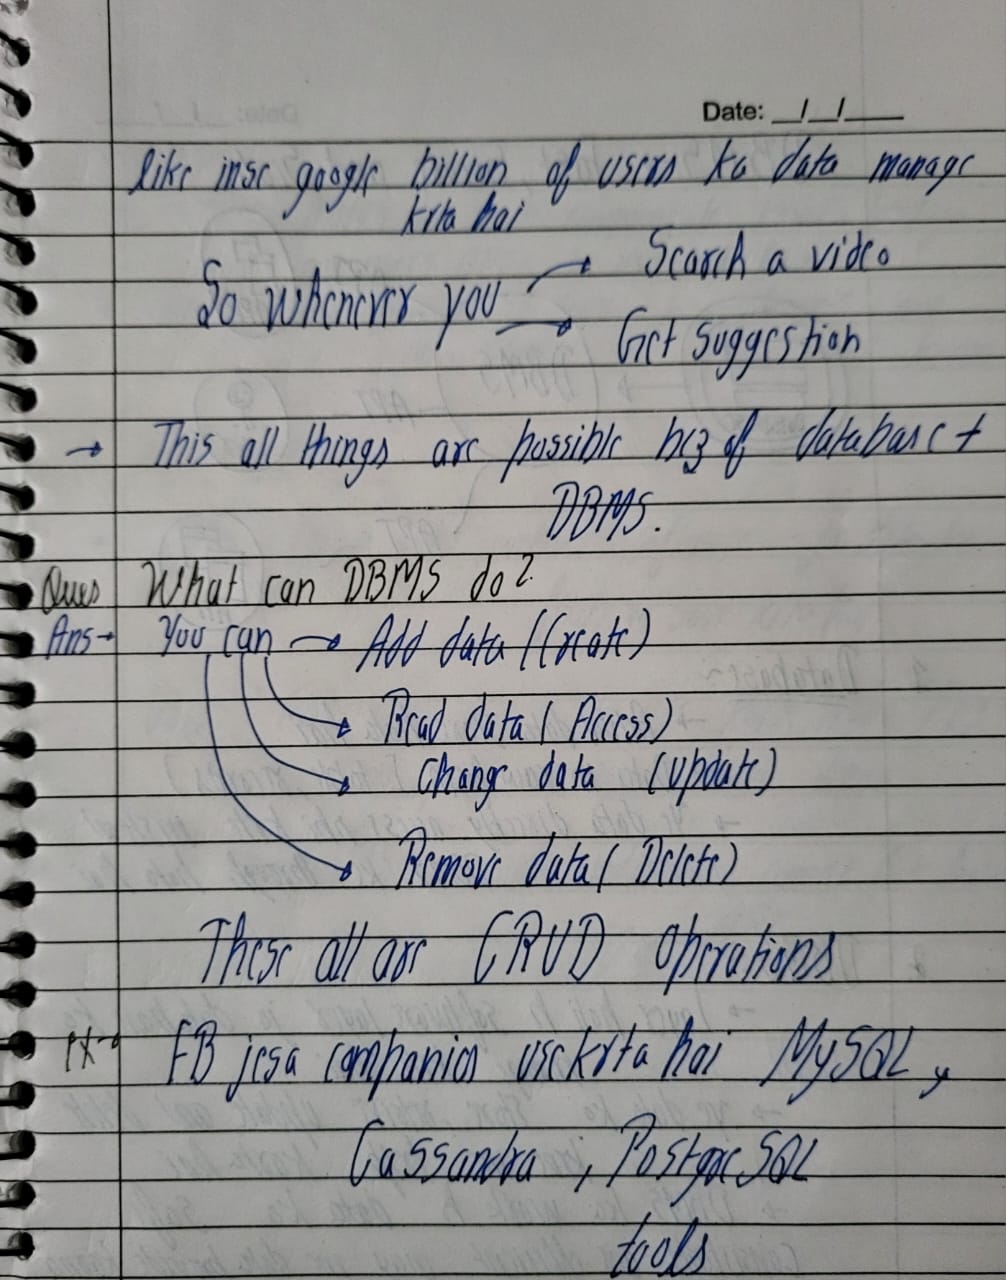 Date: __/__/____
like insc google billion of users ka data manage
krta hai
So whenever you → Search a video
→ Get suggestion
→ This all things are possible bcz of database +
DBMS.
Ques What can DBMS do?
Ans → You can → Add data (Create)
→ Read data (Access)
→ Change data (Update)
→ Remove data (Delete)
These all are CRUD operations
EX → FB jesa companies use krta hai MySQL,
Cassandra, PostgreSQL
tools